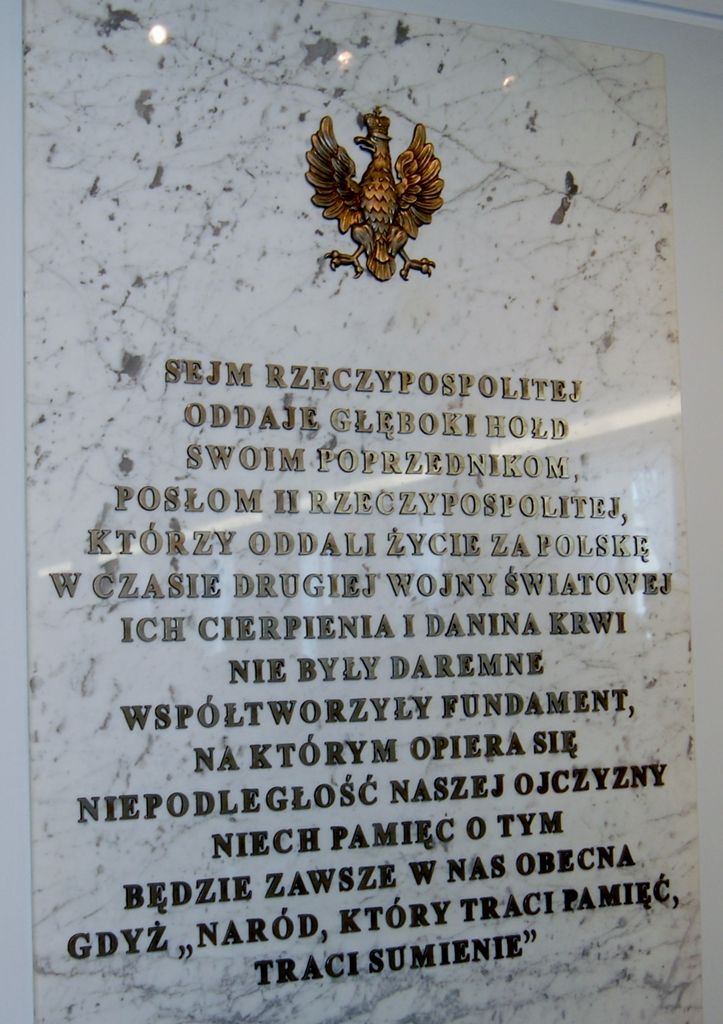 SEJM RZECZYPOSPOLITEJ
ODDAJE GŁĘBOKI HOŁD
SWOIM POPRZEDNIKOM,
POSŁOM II RZECZYPOSPOLITEJ,
KTÓRZY ODDALI ŻYCIE ZA POLSKĘ
W CZASIE DRUGIEJ WOJNY ŚWIATOWEJ
ICH CIERPIENIA I DANINA KRWI
NIE BYŁY DAREMNE
WSPÓŁTWORZYŁY FUNDAMENT,
NA KTÓRYM OPIERA SIĘ
NIEPODLEGŁOŚĆ NASZEJ OJCZYZNY
NIECH PAMIĘĆ O TYM
BĘDZIE ZAWSZE W NAS OBECNA
GDYŻ „NARÓD, KTÓRY TRACI PAMIĘĆ,
TRACI SUMIENIE”